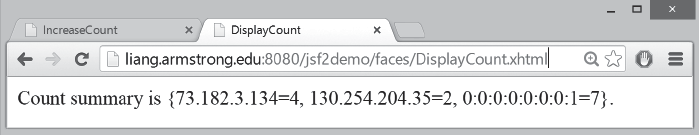 IncreaseCount
DisplayCount
liang.armstrong.edu:8080/jsf2demo/faces/DisplayCount.xhtml
Count summary is {73.182.3.134=4, 130.254.204.35=2, 0:0:0:0:0:0:0:1=7}.